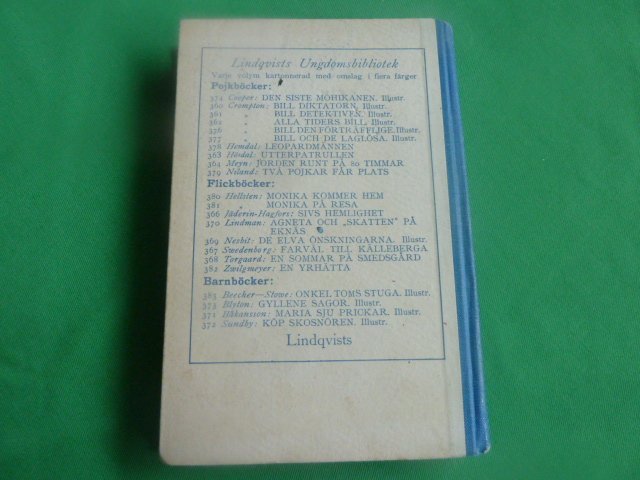 Lindqvists Ungdomsbibliotek
Varje volym kartonnerad med omslag i flera färger
Pojkböcker:
374 Cooper: DEN SISTE MOHIKANEN. Illustr.
360 Crompton: BILL DIKTATORN. Illustr.
361 „ BILL DETEKTIVEN. Illustr.
362 „ ALLA TIDERS BILL. Illustr.
376 „ BILL DEN FÖRTRÄFFLIGE. Illustr.
377 „ BILL OCH DE LAGLÖSA. Illustr.
378 Hemdal: LEOPARDMÄNNEN
363 Hösdal: UTTERPATRULLEN
364 Meyn: JORDEN RUNT PÅ 80 TIMMAR
379 Niland: TVÅ POJKAR FÅR PLATS
Flickböcker:
380 Hellsten: MONIKA KOMMER HEM
381 „ MONIKA PÅ RESA
366 Jäderin-Hagfors: SIVS HEMLIGHET
370 Lindman: AGNETA OCH „SKATTEN” PÅ
EKNÄS
369 Nesbit: DE ELVA ÖNSKNINGARNA. Illustr.
367 Swedenborg: FARVÄL TILL KÄLLEBERGA
368 Torgaard: EN SOMMAR PÅ SMEDSGÅRD
382 Zwilgmeyer: EN YRHÄTTA
Barnböcker:
383 Beecher—Stowe: ONKEL TOMS STUGA. Illustr.
373 Blyton: GYLLENE SAGOR. Illustr.
371 Håkansson: MARIA SJU PRICKAR. Illustr.
372 Sundby: KÖP SKOSNÖREN. Illustr.
Lindqvists